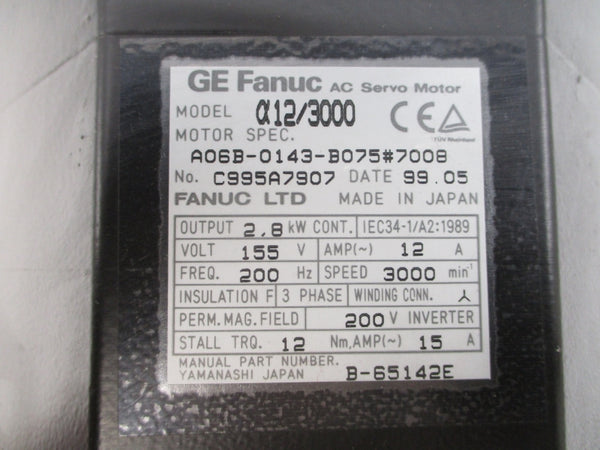 GE Fanuc AC Servo Motor
MODEL α12/3000
MOTOR SPEC.
A06B-0143-B075#7008
TÜV Rheinland
No. C995A7907 DATE 99.05
FANUC LTD MADE IN JAPAN
OUTPUT 2.8 kW CONT. IEC34-1/A2:1989
VOLT 155 V AMP(~) 12 A
FREQ. 200 Hz SPEED 3000 min⁻¹
INSULATION F 3 PHASE WINDING CONN. ⅄
PERM. MAG. FIELD 200 V INVERTER
STALL TRQ. 12 Nm, AMP(~) 15 A
MANUAL PART NUMBER.
YAMANASHI JAPAN B-65142E